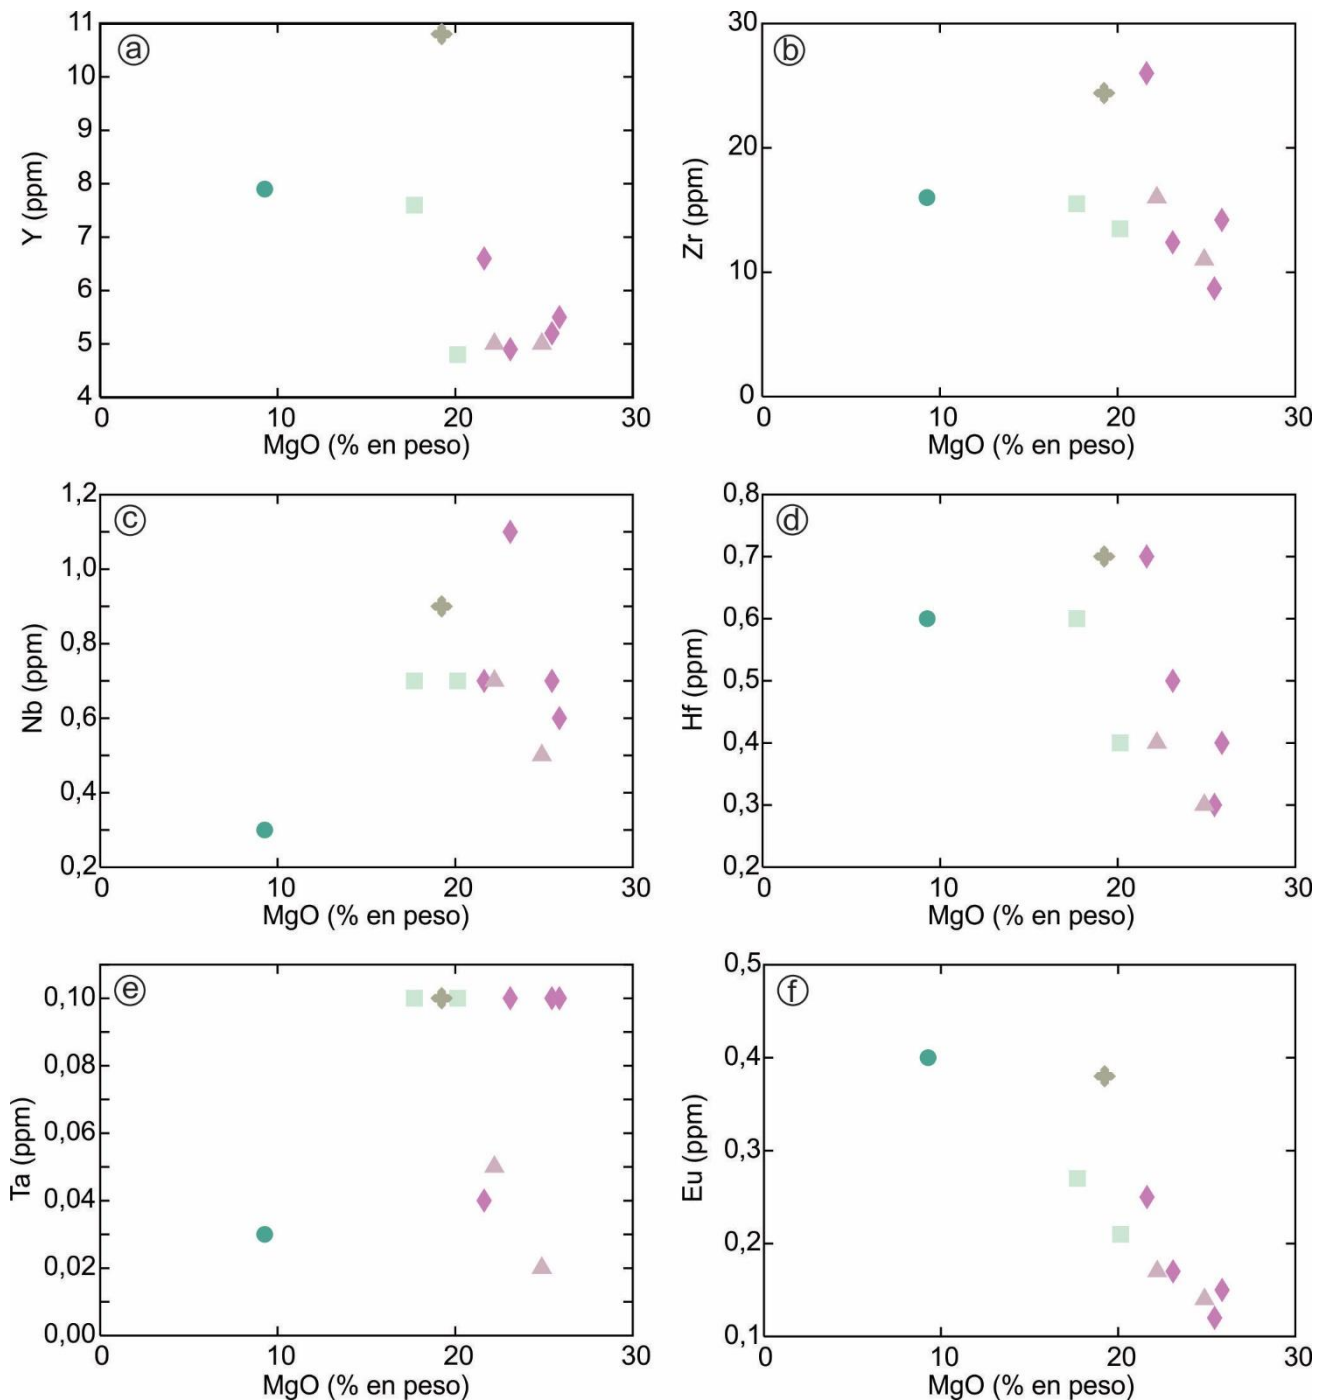 ⓐ
11
10
9
8
7
6
5
4
Y (ppm)
0 10 20 30
MgO (% en peso)
ⓑ
30
20
10
0
Zr (ppm)
0 10 20 30
MgO (% en peso)
ⓒ
1,2
1,0
0,8
0,6
0,4
0,2
Nb (ppm)
0 10 20 30
MgO (% en peso)
ⓓ
0,8
0,7
0,6
0,5
0,4
0,3
0,2
Hf (ppm)
0 10 20 30
MgO (% en peso)
ⓔ
0,10
0,08
0,06
0,04
0,02
0,00
Ta (ppm)
0 10 20 30
MgO (% en peso)
ⓕ
0,5
0,4
0,3
0,2
0,1
Eu (ppm)
0 10 20 30
MgO (% en peso)